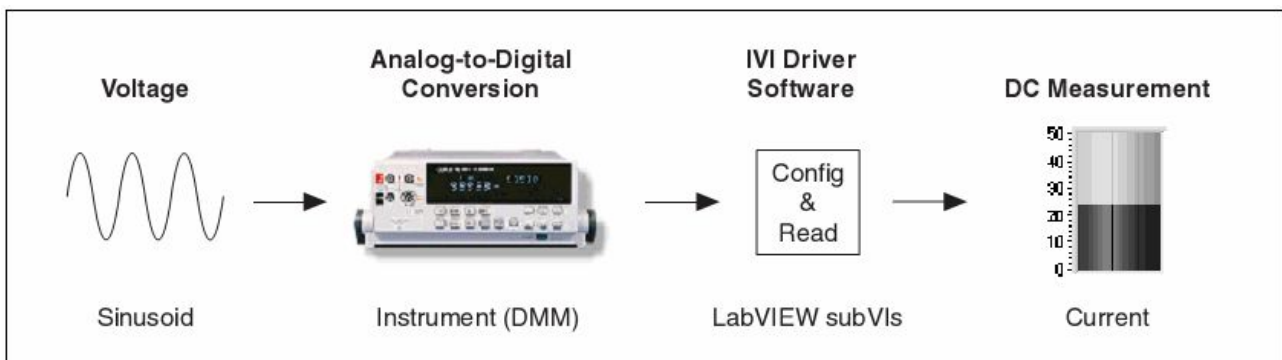 Voltage
Analog-to-Digital
Conversion
IVI Driver
Software
DC Measurement
50
40
30
20
10
0
Config
&
Read
Sinusoid
Instrument (DMM)
LabVIEW subVIs
Current